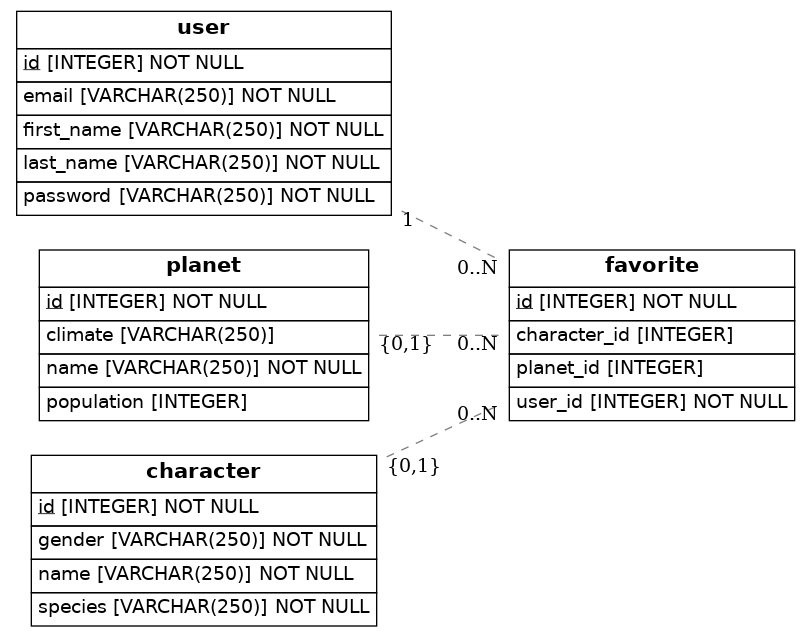 user
id [INTEGER] NOT NULL
email [VARCHAR(250)] NOT NULL
first_name [VARCHAR(250)] NOT NULL
last_name [VARCHAR(250)] NOT NULL
password [VARCHAR(250)] NOT NULL
1
0..N
planet
id [INTEGER] NOT NULL
climate [VARCHAR(250)]
name [VARCHAR(250)] NOT NULL
population [INTEGER]
{0,1}
0..N
favorite
id [INTEGER] NOT NULL
character_id [INTEGER]
planet_id [INTEGER]
user_id [INTEGER] NOT NULL
0..N
{0,1}
character
id [INTEGER] NOT NULL
gender [VARCHAR(250)] NOT NULL
name [VARCHAR(250)] NOT NULL
species [VARCHAR(250)] NOT NULL